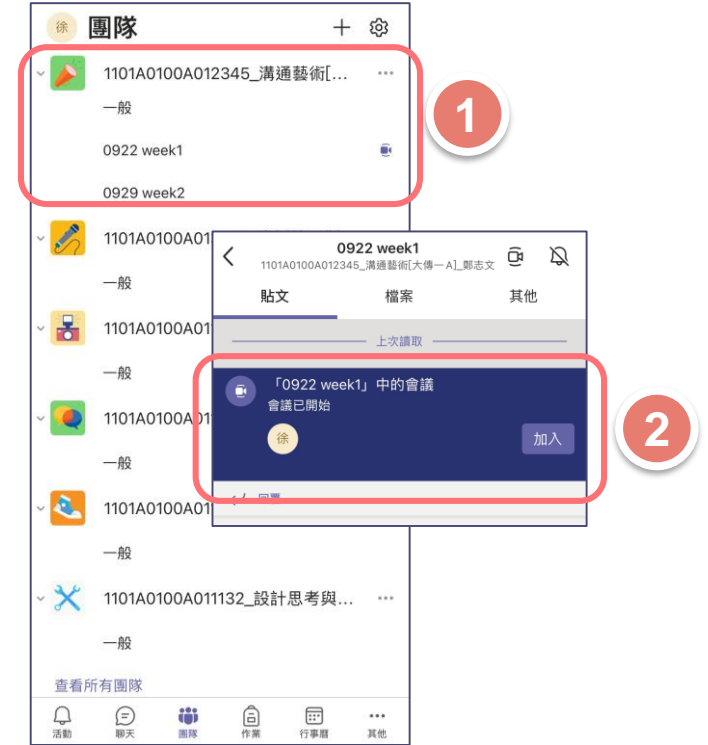 徐 團隊
1101A0100A012345_溝通藝術[...
一般
0922 week1
0929 week2
1
1101A0100A01
一般
1101A0100A01
一般
1101A0100A01
一般
1101A0100A01
一般
1101A0100A011132_設計思考與...
一般
查看所有團隊
活動 聊天 團隊 作業 行事曆 其他
0922 week1
1101A0100A012345_溝通藝術[大傳一A]_鄭志文
貼文 檔案 其他
上次讀取
「0922 week1」中的會議
會議已開始
徐 加入
2
回覆